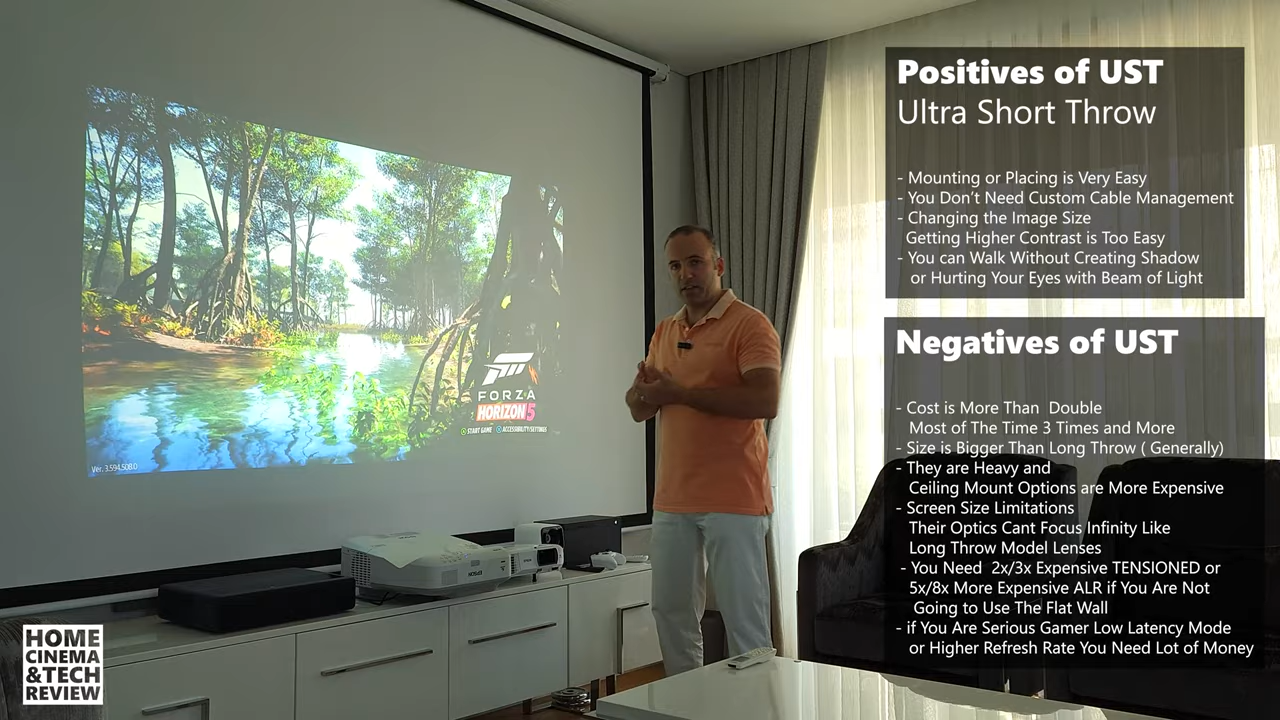 Positives of UST
Ultra Short Throw
- Mounting or Placing is Very Easy
- You Don't Need Custom Cable Management
- Changing the Image Size
Getting Higher Contrast is Too Easy
- You can Walk Without Creating Shadow
or Hurting Your Eyes with Beam of Light
Negatives of UST
- Cost is More Than Double
Most of The Time 3 Times and More
- Size is Bigger Than Long Throw ( Generally)
- They are Heavy and
Ceiling Mount Options are More Expensive
- Screen Size Limitations
Their Optics Cant Focus Infinity Like
Long Throw Model Lenses
- You Need 2x/3x Expensive TENSIONED or
5x/8x More Expensive ALR if You Are Not
Going to Use The Flat Wall
- if You Are Serious Gamer Low Latency Mode
or Higher Refresh Rate You Need Lot of Money
FORZA
HORIZON 5
START GAME ACCESSIBILITY/SETTINGS
Ver. 3.594.508.0
EPSON
HOME
CINEMA
&TECH
REVIEW